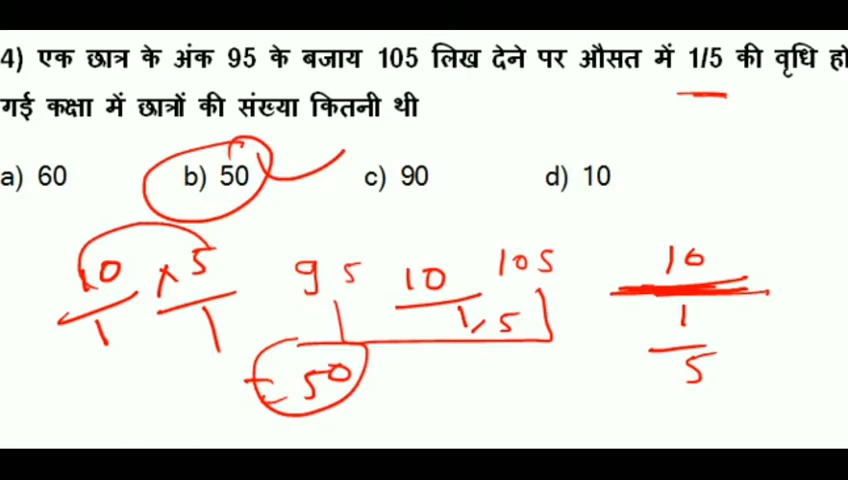 4) एक छात्र के अंक 95 के बजाय 105 लिख देने पर औसत में 1/5 की वृधि हो
गई कक्षा में छात्रों की संख्या कितनी थी
a) 60 b) 50 c) 90 d) 10
10/1 × 5/1 95 10/1/5 105 10
= 50 1/5